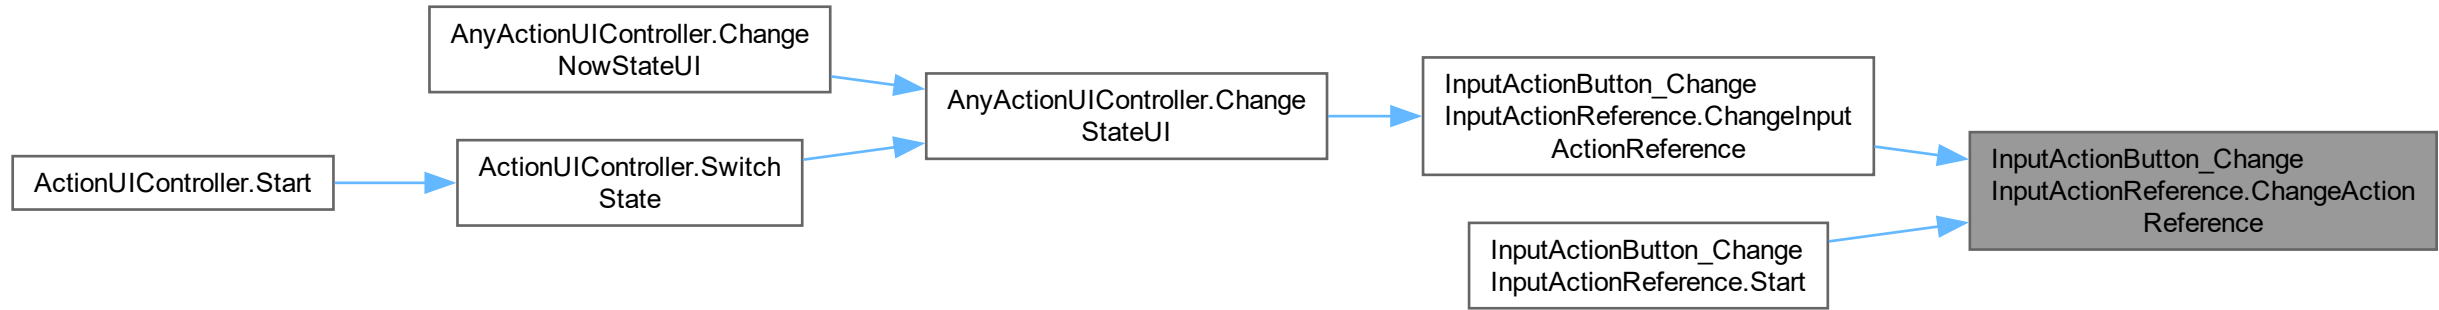 AnyActionUIController.Change
NowStateUI
ActionUIController.Start
ActionUIController.Switch
State
AnyActionUIController.Change
StateUI
InputActionButton_Change
InputActionReference.ChangeInput
ActionReference
InputActionButton_Change
InputActionReference.Start
InputActionButton_Change
InputActionReference.ChangeAction
Reference